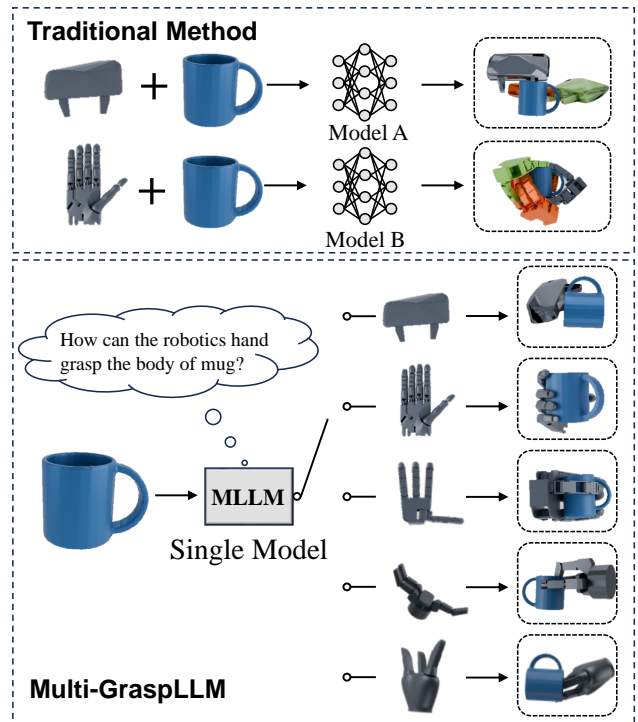 Traditional Method
Model A
Model B
How can the robotics hand
grasp the body of mug?
MLLM
Single Model
Multi-GraspLLM